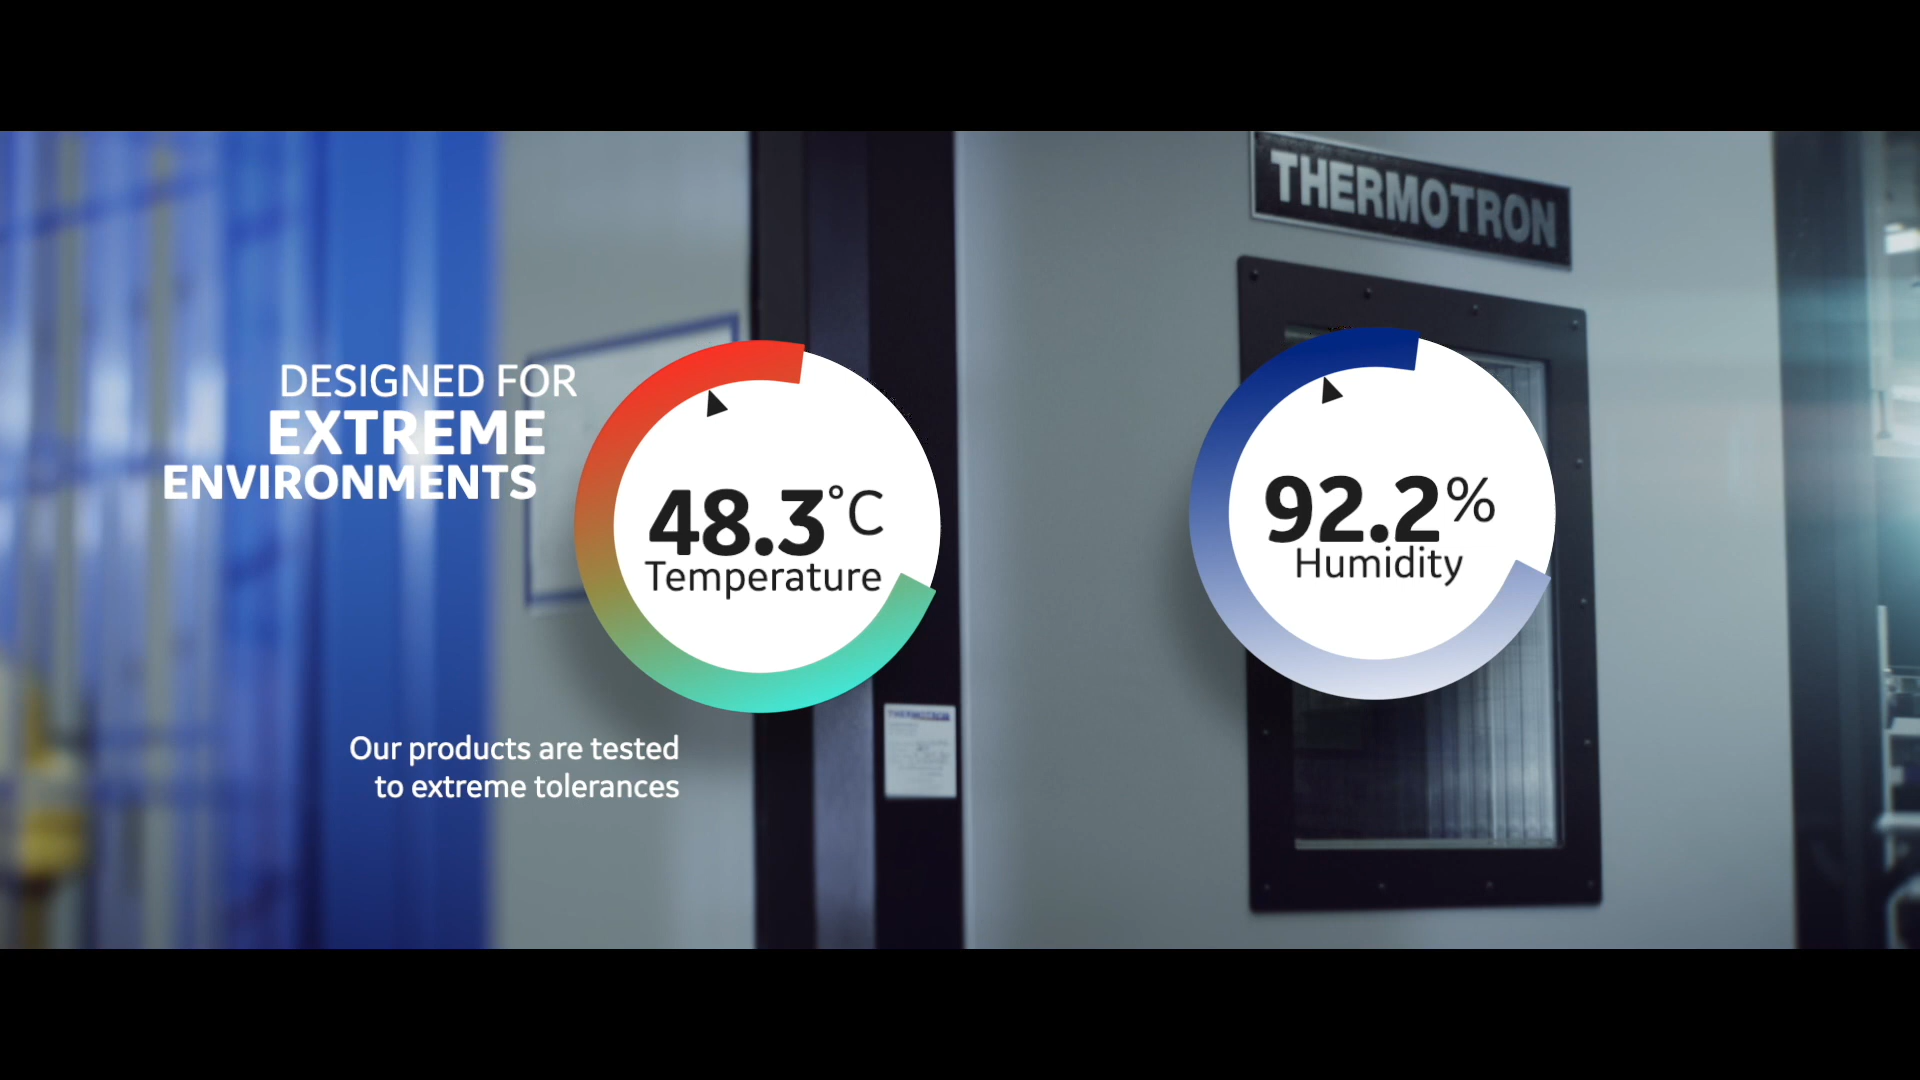 THERMOTRON
DESIGNED FOR
EXTREME
ENVIRONMENTS
48.3°C
Temperature
92.2%
Humidity
Our products are tested
to extreme tolerances